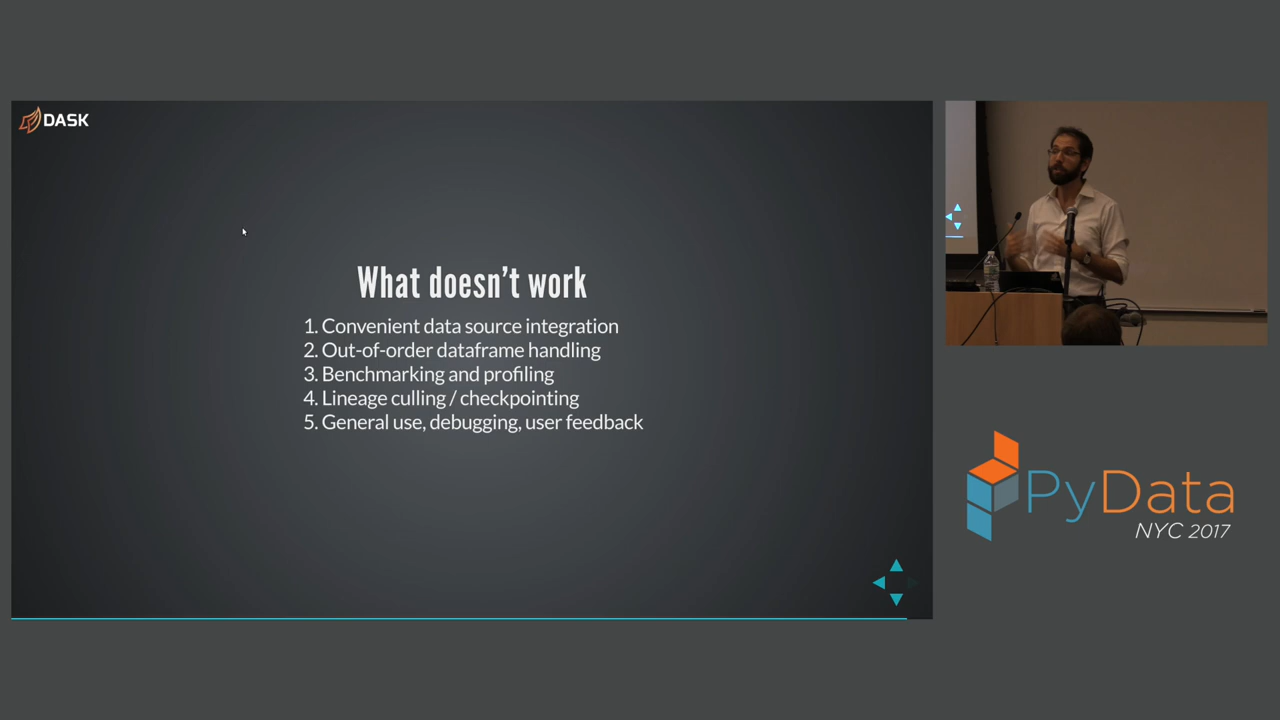 DASK
What doesn't work
1. Convenient data source integration
2. Out-of-order dataframe handling
3. Benchmarking and profiling
4. Lineage culling / checkpointing
5. General use, debugging, user feedback
PyData
NYC 2017